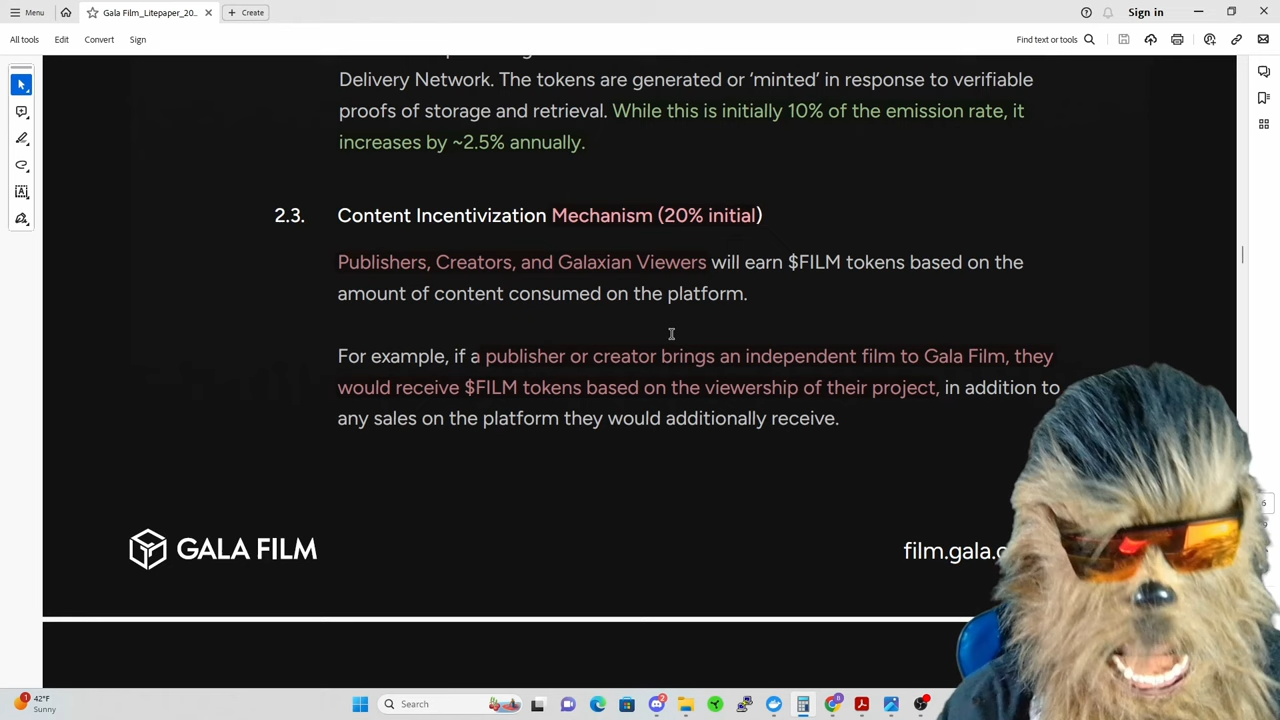 Menu
Gala Film_Litepaper_20...
Create
Sign in
All tools
Edit
Convert
Sign
Find text or tools
Delivery Network. The tokens are generated or ‘minted’ in response to verifiable
proofs of storage and retrieval. While this is initially 10% of the emission rate, it
increases by ~2.5% annually.
2.3. Content Incentivization Mechanism (20% initial)
Publishers, Creators, and Galaxian Viewers will earn $FILM tokens based on the
amount of content consumed on the platform.
For example, if a publisher or creator brings an independent film to Gala Film, they
would receive $FILM tokens based on the viewership of their project, in addition to
any sales on the platform they would additionally receive.
GALA FILM
film.gala.
6
1
42°F
Sunny
Search
2